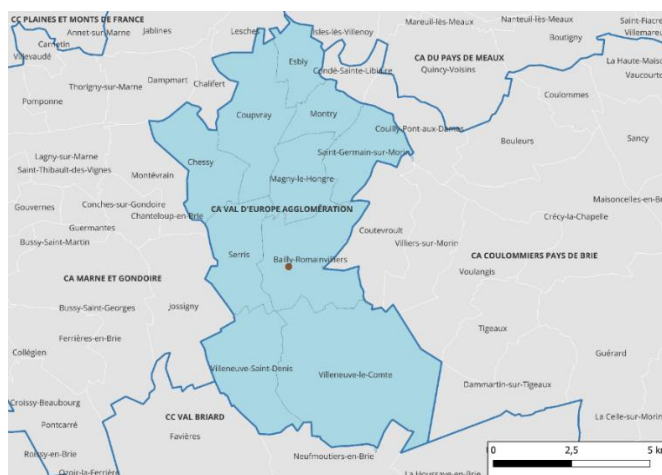 CC PLAINES ET MONTS DE FRANCE
Mareuil-lès-Meaux
Nanteuil-lès-Meaux
Saint-Fiacre
Annet-sur-Marne
Jablines
Lesches
Isles-lès-Villenoy
Villemareu
Carnetin
Boutigny
Villevaudé
Esbly
CA DU PAYS DE MEAUX
La Haute-Maiso
Condé-Sainte-Libiaire
Quincy-Voisins
Vaucourto
Dampmart
Chalifert
Thorigny-sur-Marne
Coulommes
Pomponne
Coupvray
Montry
Couilly-Pont-aux-Dames
Bouleurs
Sancy
Lagny-sur-Marne
Chessy
Saint-Germain-sur-Morin
Saint-Thibault-des-Vignes
Montévrain
Magny-le-Hongre
Maisoncelles-en-Brie
Gouvernes
Conches-sur-Gondoire
CA VAL D'EUROPE AGGLOMÉRATION
Chanteloup-en-Brie
Crécy-la-Chapelle
Guermantes
Coutevroult
Bussy-Saint-Martin
Villiers-sur-Morin
Serris
Bailly-Romainvilliers
CA COULOMMIERS PAYS DE BRIE
CA MARNE ET GONDOIRE
Voulangis
Bussy-Saint-Georges
Jossigny
Tigeaux
Ferrières-en-Brie
Collégien
Guérard
Villeneuve-Saint-Denis
Villeneuve-le-Comte
Dammartin-sur-Tigeaux
Croissy-Beaubourg
CC VAL BRIARD
La Celle-sur-Morin
Pontcarré
Favières
Roissy-en-Brie
Neufmoutiers-en-Brie
0 2,5 5 k
Ozoir-la-Ferrière
La Houssaye-en-Brie